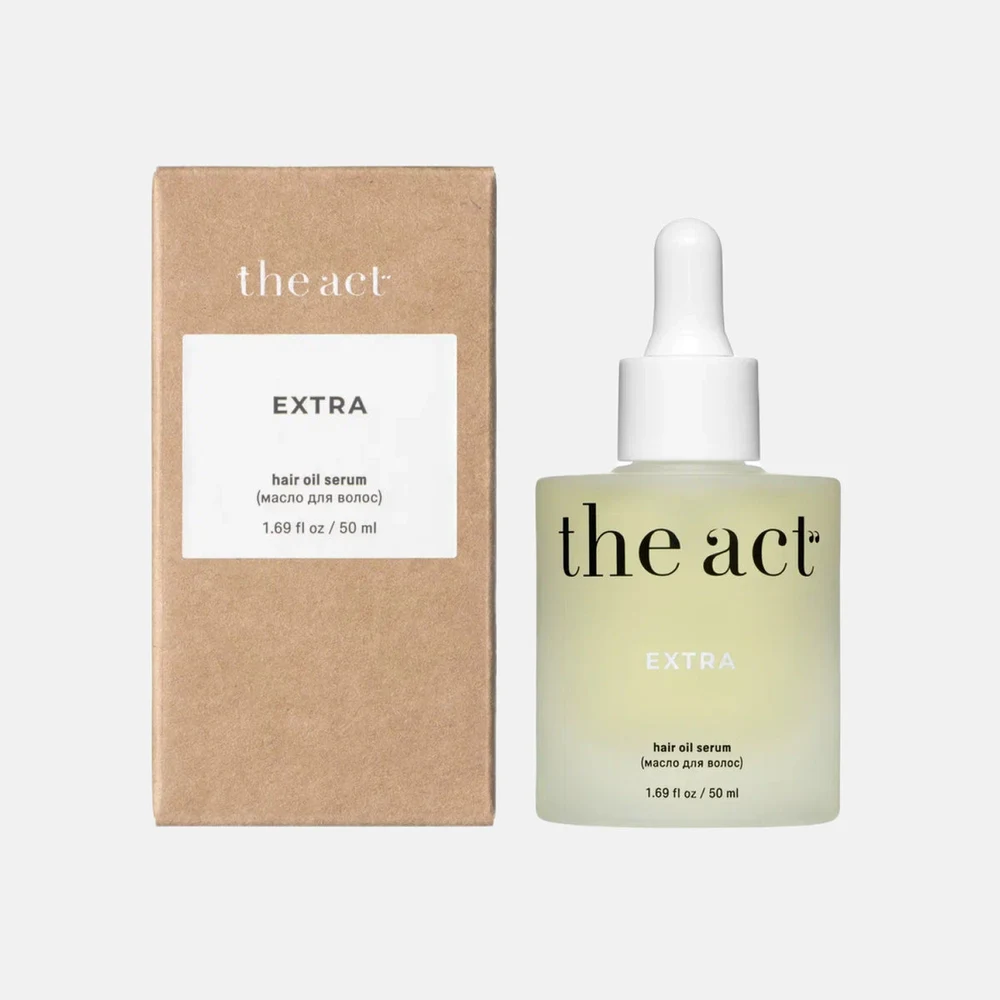 the act”
EXTRA
hair oil serum
(масло для волос)
1.69 fl oz / 50 ml
the act”
EXTRA
hair oil serum
(масло для волос)
1.69 fl oz / 50 ml